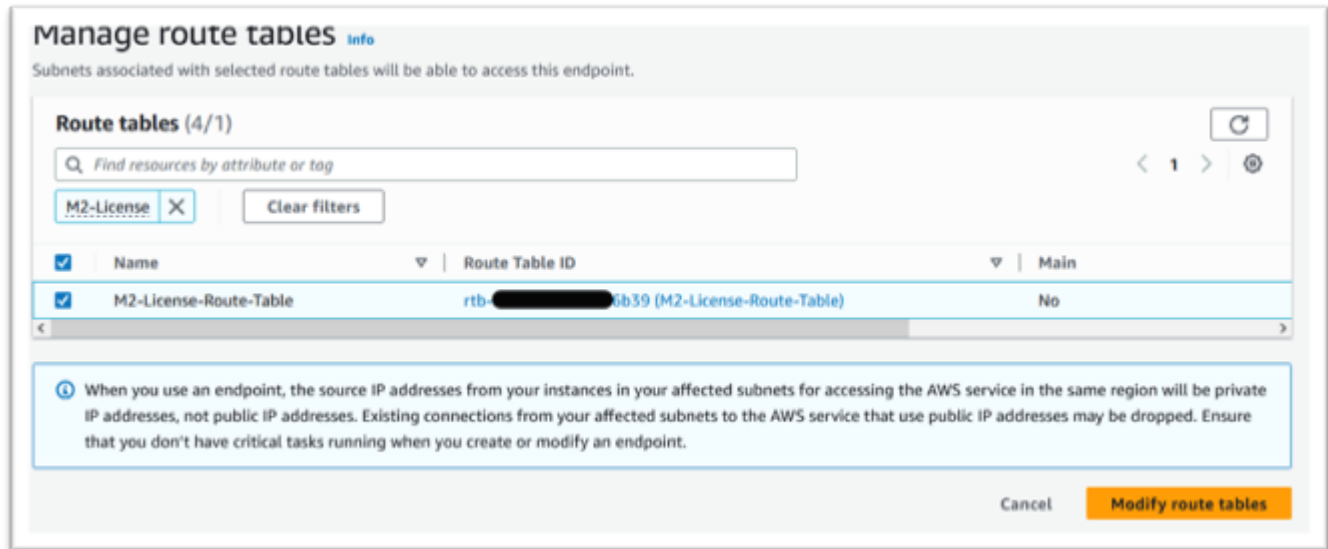 Manage route tables Info
Subnets associated with selected route tables will be able to access this endpoint.
Route tables (4/1)
Find resources by attribute or tag
1
M2-License
Clear filters
Name
Route Table ID
Main
M2-License-Route-Table
rtb- 6b39 (M2-License-Route-Table)
No
When you use an endpoint, the source IP addresses from your instances in your affected subnets for accessing the AWS service in the same region will be private
IP addresses, not public IP addresses. Existing connections from your affected subnets to the AWS service that use public IP addresses may be dropped. Ensure
that you don't have critical tasks running when you create or modify an endpoint.
Cancel
Modify route tables